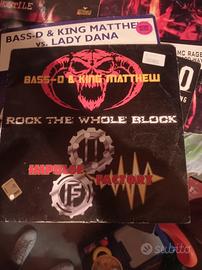 BASS-D & KING MATTHEW
vs. LADY DANA
MC RAGE
BASS-D & KING MATTHEW
ROCK THE WHOLE BLOCK
IMPULSE
FACTORY
subito